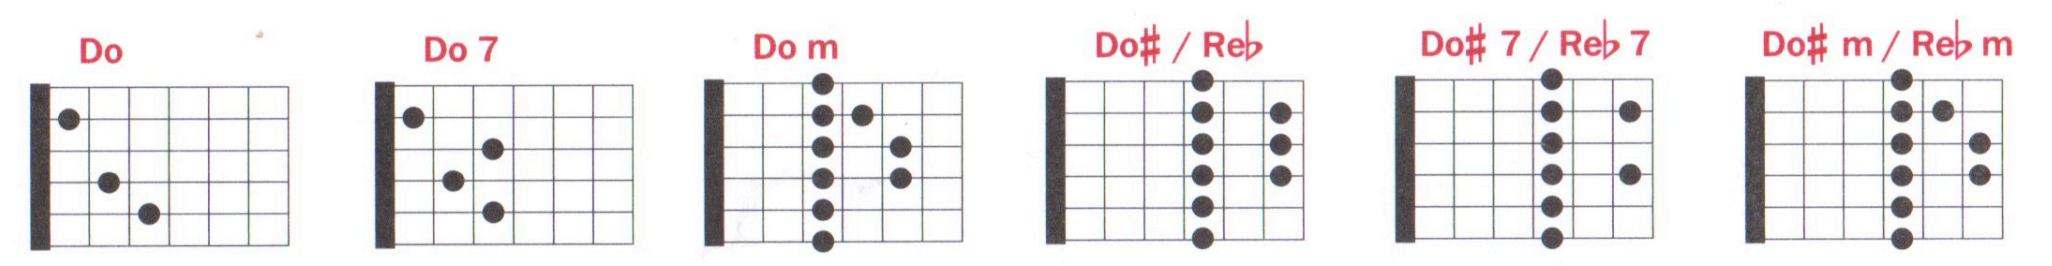 Do
Do 7
Do m
Do♯ / Re♭
Do♯ 7 / Re♭ 7
Do♯ m / Re♭ m